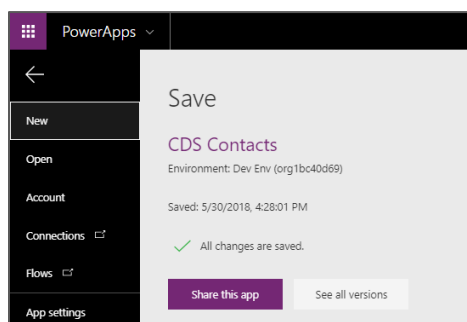 PowerApps
Save
New
CDS Contacts
Open
Environment: Dev Env (org1bc40d69)
Account
Saved: 5/30/2018, 4:28:01 PM
Connections
All changes are saved.
Flows
Share this app
See all versions
App settings